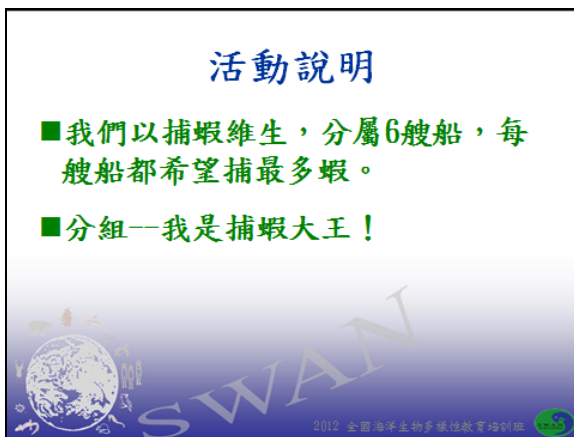 活動說明
■我們以捕蝦維生，分屬6艘船，每
艘船都希望捕最多蝦。
■分組--我是捕蝦大王！
SWAN
2012 全國海洋生物多樣性教育培訓班
SWAN